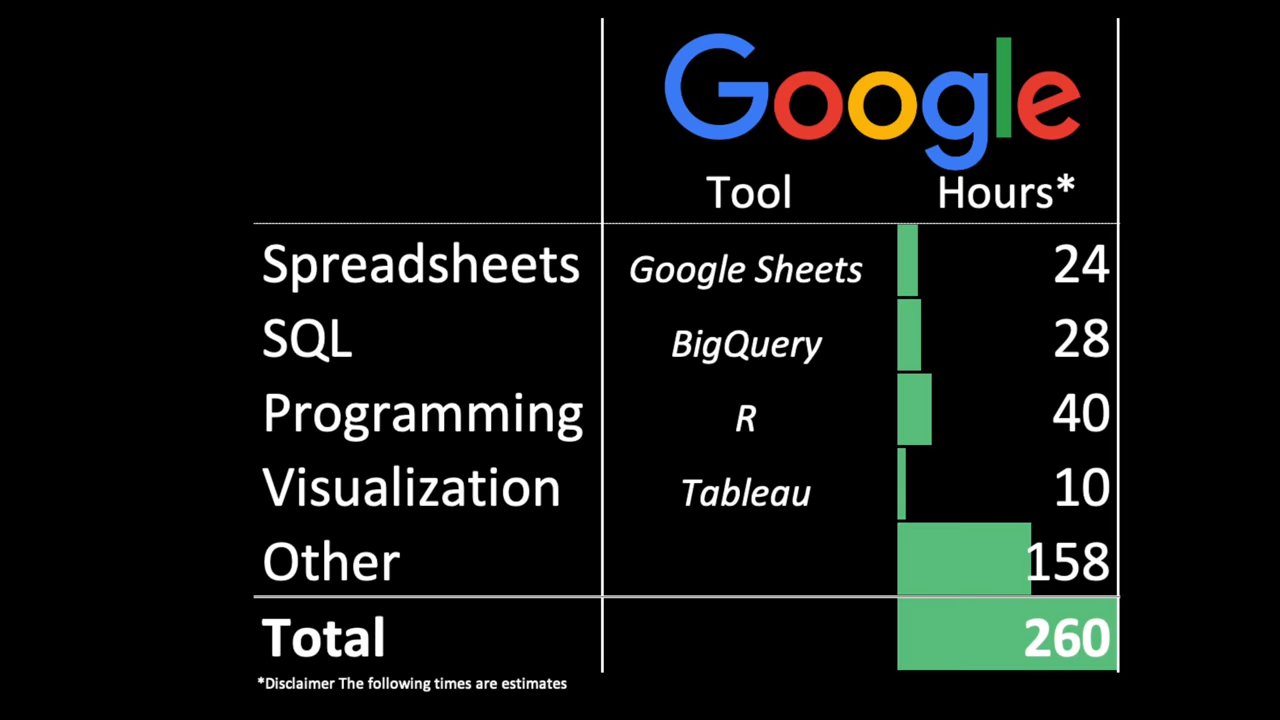 Google
Tool Hours*
Spreadsheets Google Sheets 24
SQL BigQuery 28
Programming R 40
Visualization Tableau 10
Other 158
Total 260
*Disclaimer The following times are estimates